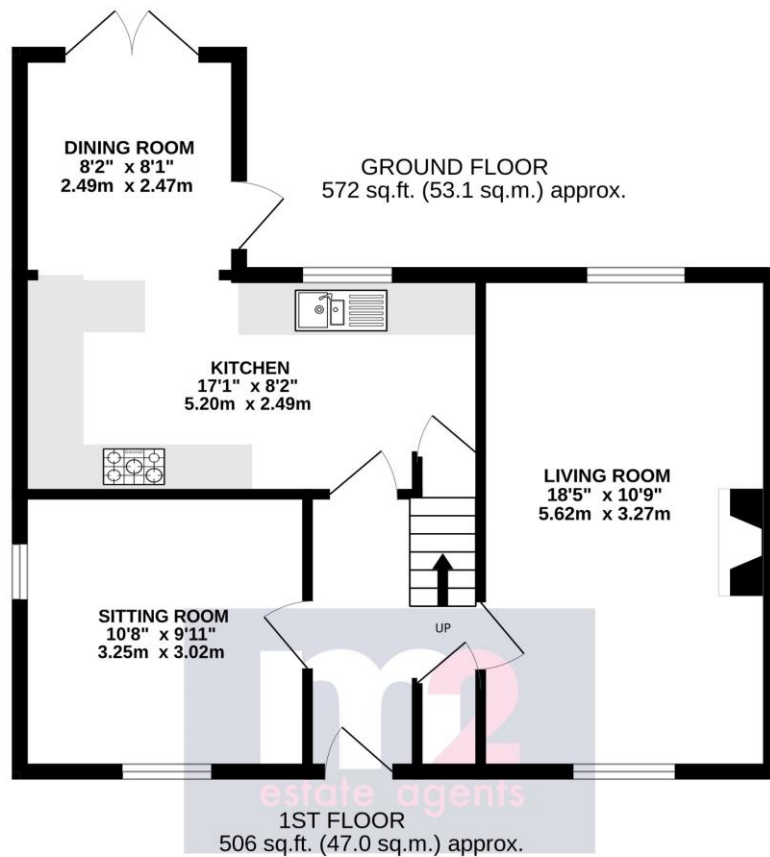 DINING ROOM
8'2" x 8'1"
2.49m x 2.47m
GROUND FLOOR
572 sq.ft. (53.1 sq.m.) approx.
KITCHEN
17'1" x 8'2"
5.20m x 2.49m
LIVING ROOM
18'5" x 10'9"
5.62m x 3.27m
SITTING ROOM
10'8" x 9'11"
3.25m x 3.02m
UP
m2
estate agents
1ST FLOOR
506 sq.ft. (47.0 sq.m.) approx.